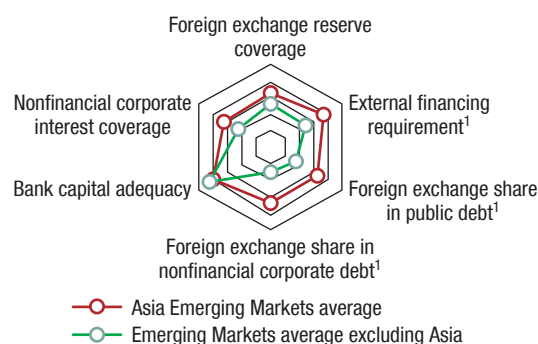 Foreign exchange reserve
coverage
Nonfinancial corporate
interest coverage
External financing
requirement¹
Bank capital adequacy
Foreign exchange share
in public debt¹
Foreign exchange share in
nonfinancial corporate debt¹
Asia Emerging Markets average
Emerging Markets average excluding Asia